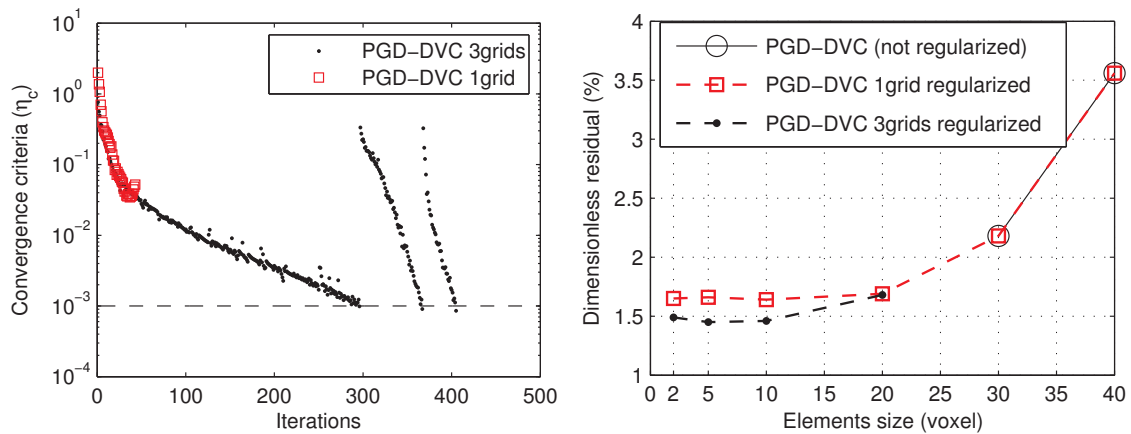 PGD−DVC 3grids
PGD−DVC 1grid
10^1
10^0
10^−1
10^−2
10^−3
10^−4
Convergence criteria (η_c)
0 100 200 300 400 500
Iterations
PGD−DVC (not regularized)
PGD−DVC 1grid regularized
PGD−DVC 3grids regularized
4
3.5
3
2.5
2
1.5
1
Dimensionless residual (%)
0 2 5 10 15 20 25 30 35 40
Elements size (voxel)